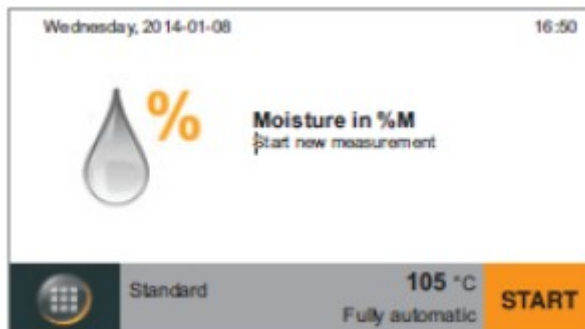 Wednesday, 2014-01-08 16:50
%
Moisture in %M
Start new measurement
Standard 105 °C
Fully automatic
START